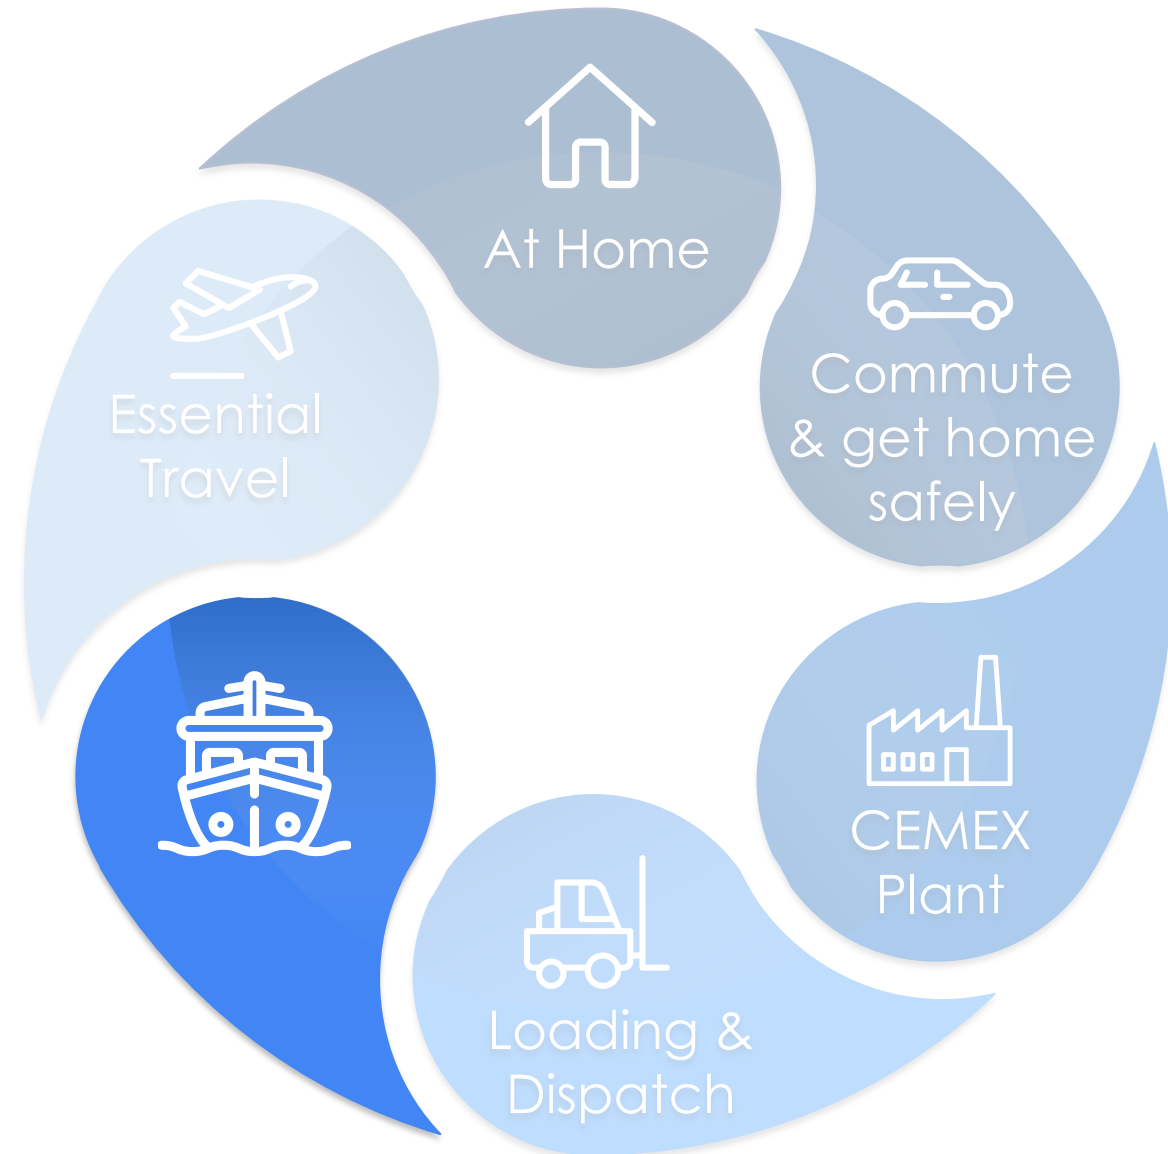 At Home
Commute
& get home
safely
Essential
Travel
CEMEX
Plant
Loading &
Dispatch